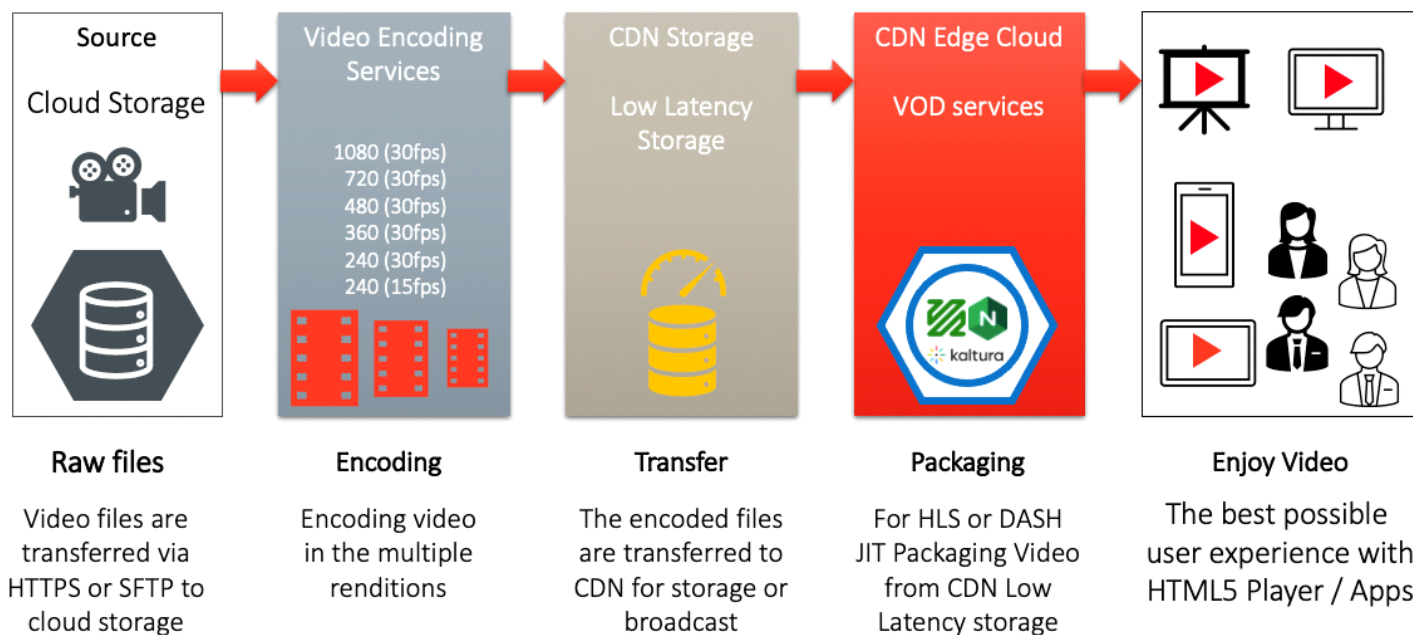 Source
Cloud Storage
Video Encoding
Services
1080 (30fps)
720 (30fps)
480 (30fps)
360 (30fps)
240 (30fps)
240 (15fps)
CDN Storage
Low Latency
Storage
CDN Edge Cloud
VOD services
N
kaltura
Raw files
Video files are
transferred via
HTTPS or SFTP to
cloud storage
Encoding
Encoding video
in the multiple
renditions
Transfer
The encoded files
are transferred to
CDN for storage or
broadcast
Packaging
For HLS or DASH
JIT Packaging Video
from CDN Low
Latency storage
Enjoy Video
The best possible
user experience with
HTML5 Player / Apps